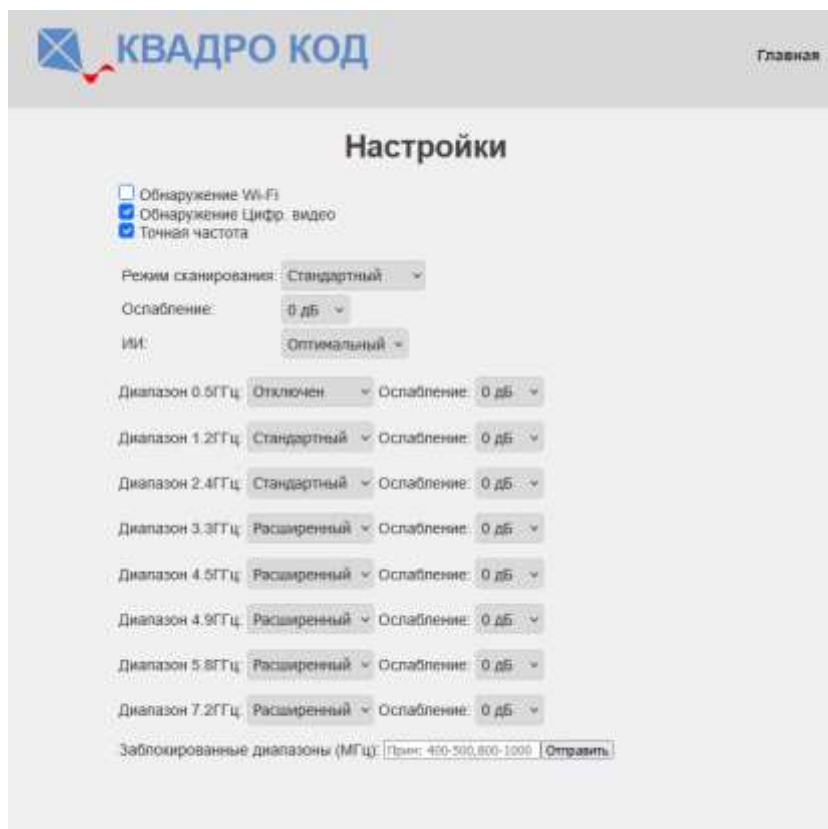 КВАДРО КОД
Главная
Настройки
Обнаружение Wi-Fi
Обнаружение Цифр. видео
Точная частота
Режим сканирования: Стандартный
Ослабление: 0 дБ
ИИ: Оптимальный
Диапазон 0.5ГГц: Отключен Ослабление: 0 дБ
Диапазон 1.2ГГц: Стандартный Ослабление: 0 дБ
Диапазон 2.4ГГц: Стандартный Ослабление: 0 дБ
Диапазон 3.3ГГц: Расширенный Ослабление: 0 дБ
Диапазон 4.5ГГц: Расширенный Ослабление: 0 дБ
Диапазон 4.9ГГц: Расширенный Ослабление: 0 дБ
Диапазон 5.8ГГц: Расширенный Ослабление: 0 дБ
Диапазон 7.2ГГц: Расширенный Ослабление: 0 дБ
Заблокированные диапазоны (МГц): Прим: 400-500,800-1000 Отправить